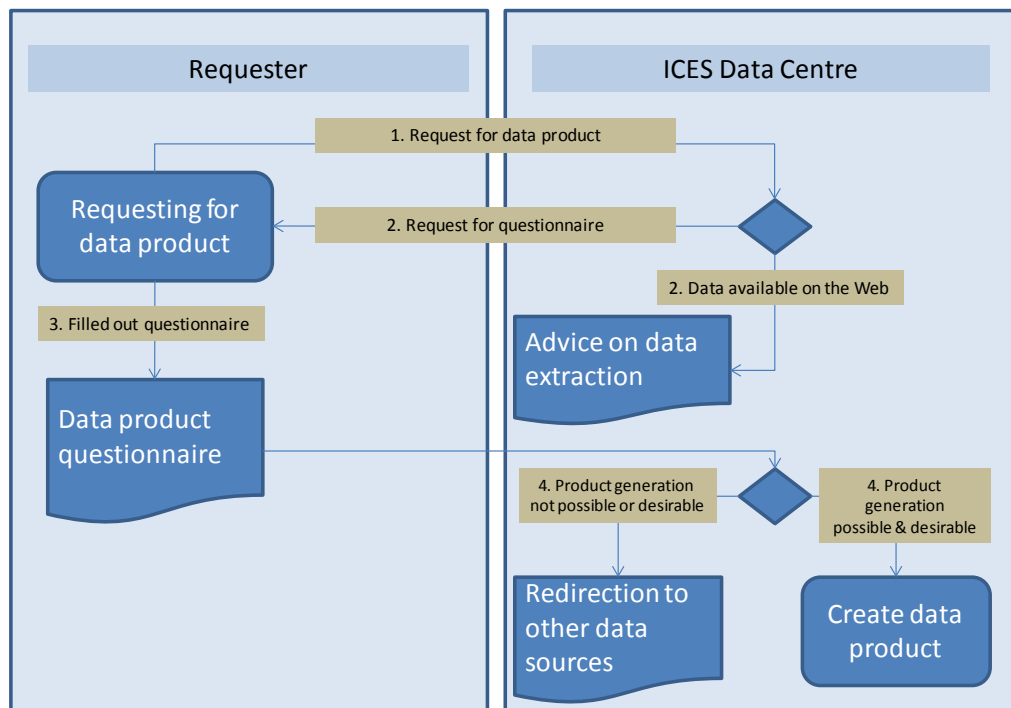 Requester
ICES Data Centre
1. Request for data product
Requesting for
data product
2. Request for questionnaire
2. Data available on the Web
3. Filled out questionnaire
Advice on data
extraction
Data product
questionnaire
4. Product generation
not possible or desirable
4. Product
generation
possible & desirable
Redirection to
other data
sources
Create data
product